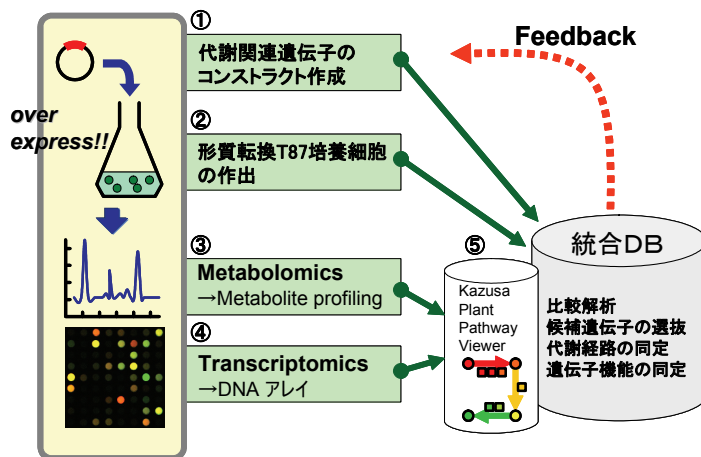 ①
代謝関連遺伝子の
コンストラクト作成
Feedback
over
express!!
②
形質転換T87培養細胞
の作出
③
Metabolomics
→Metabolite profiling
④
Transcriptomics
→DNA アレイ
⑤
Kazusa
Plant
Pathway
Viewer
統合DB
比較解析
候補遺伝子の選抜
代謝経路の同定
遺伝子機能の同定